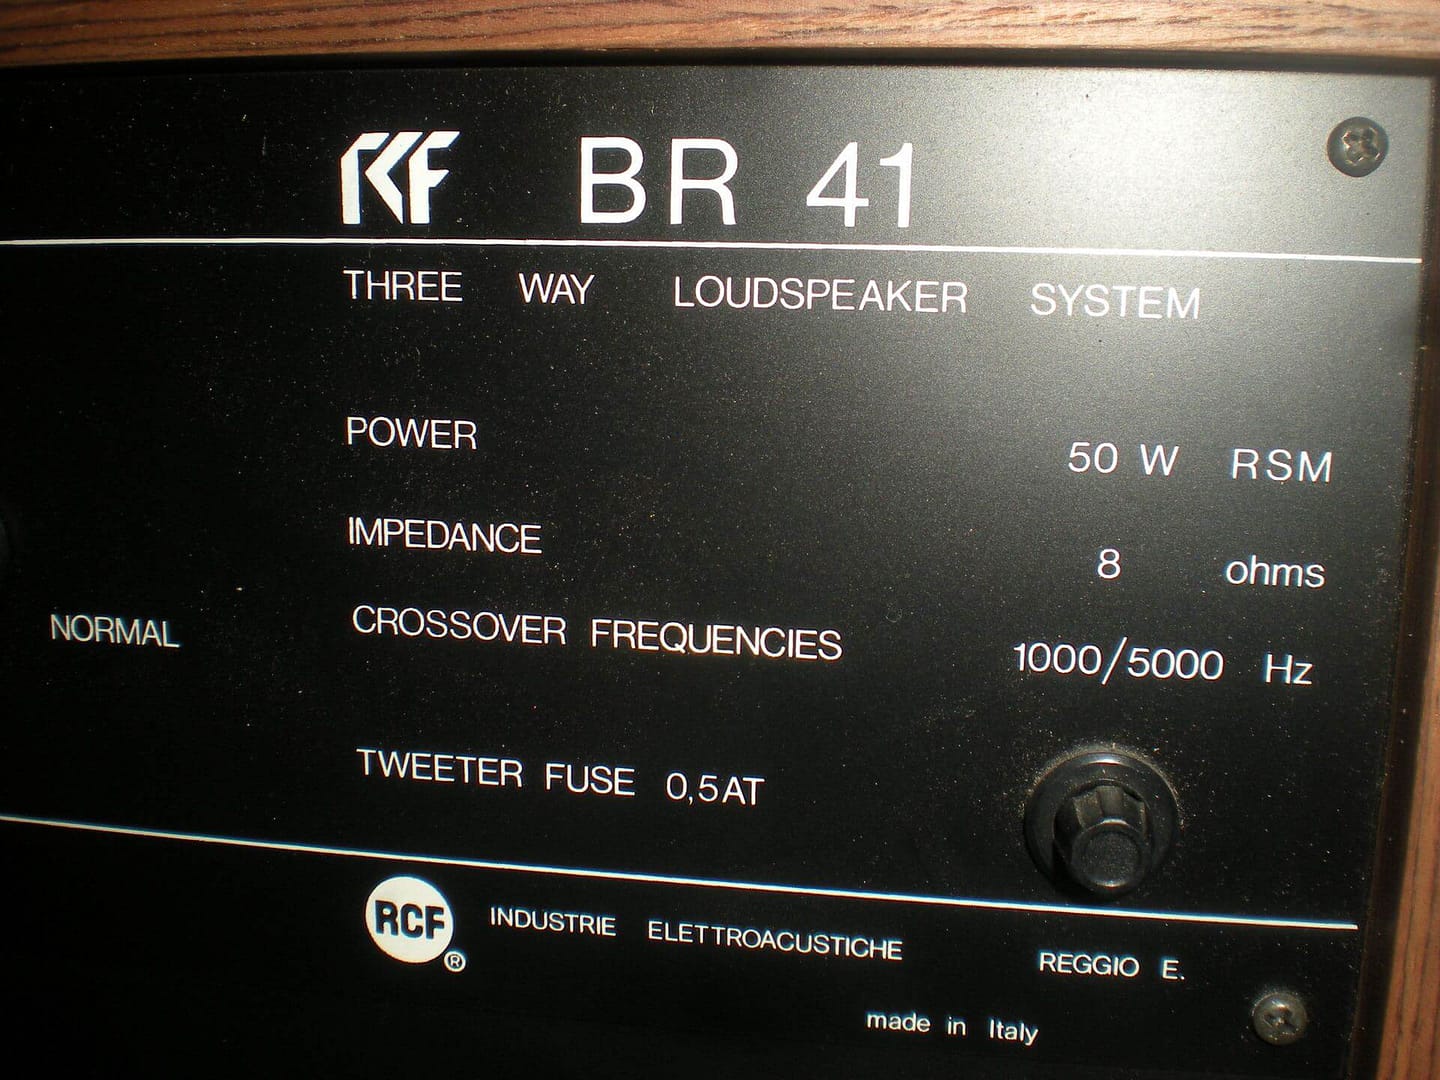 RCF BR 41
THREE WAY LOUDSPEAKER SYSTEM
POWER 50 W RSM
IMPEDANCE 8 ohms
NORMAL
CROSSOVER FREQUENCIES 1000/5000 Hz
TWEETER FUSE 0,5AT
RCF ® INDUSTRIE ELETTROACUSTICHE REGGIO E.
made in Italy